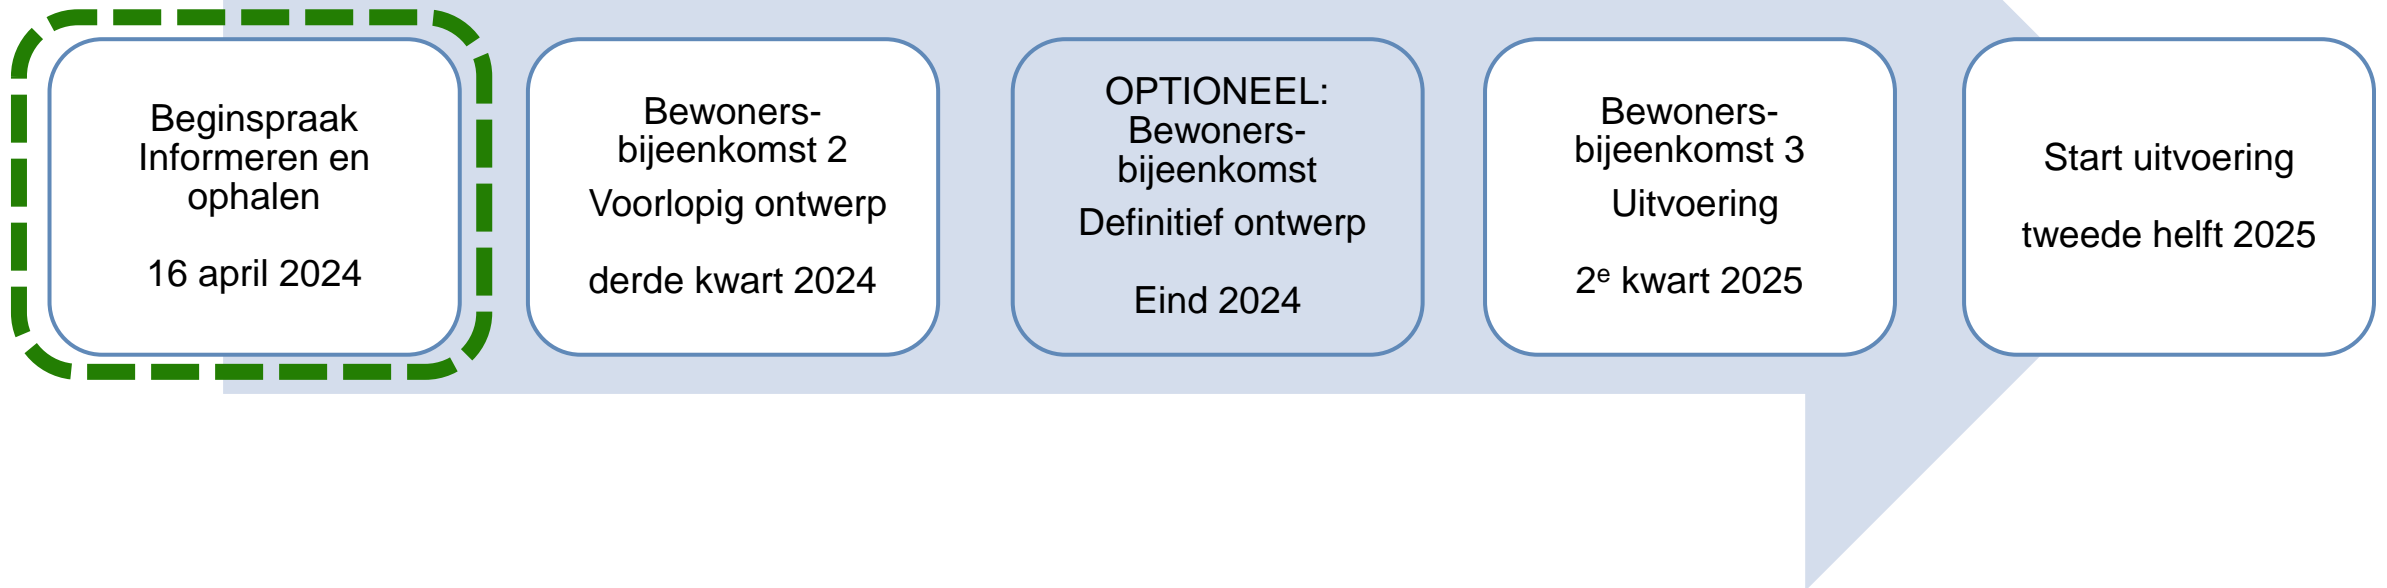 Beginspraak
Informeren en
ophalen
16 april 2024
Bewoners-
bijeenkomst 2
Voorlopig ontwerp
derde kwart 2024
OPTIONEEL:
Bewoners-
bijeenkomst
Definitief ontwerp
Eind 2024
Bewoners-
bijeenkomst 3
Uitvoering
2e kwart 2025
Start uitvoering
tweede helft 2025